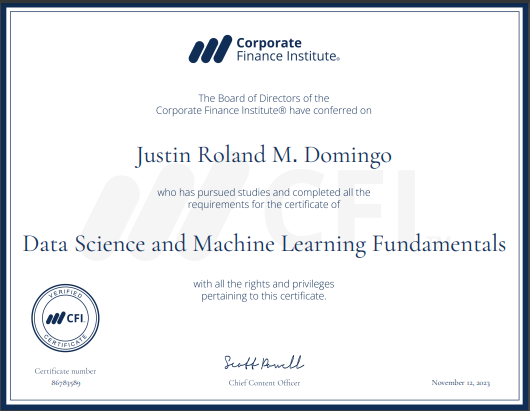 Corporate
Finance Institute®
The Board of Directors of the
Corporate Finance Institute® have conferred on
Justin Roland M. Domingo
who has pursued studies and completed all the
requirements for the certificate of
Data Science and Machine Learning Fundamentals
with all the rights and privileges
pertaining to this certificate.
VERIFIED
CFI
CERTIFICATE
Scott Powell
Certificate number
86783589
Chief Content Officer
November 12, 2023
CFI